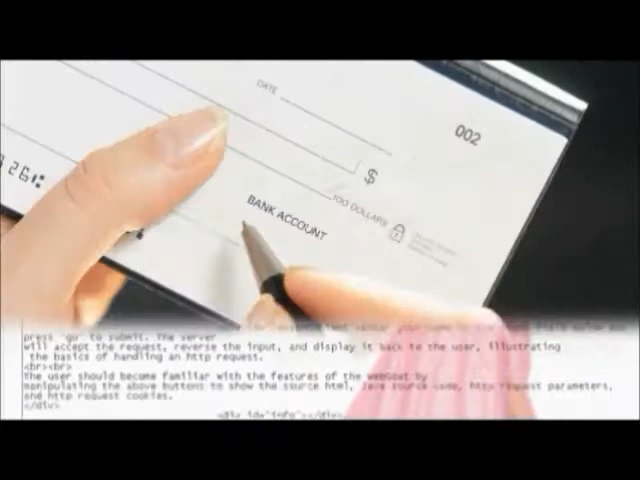 DATE
002
$
100 DOLLARS
BANK ACCOUNT
26
press "go" to submit. The server
will accept the request, reverse the input, and display it back to the user, illustrating
the basics of handling an http request.
<br><br>
The user should become familiar with the features of the WebGoat by
manipulating the above buttons to show the source html, Java source code, http request parameters,
and http request cookies.
</div>
<div id="info"></div>